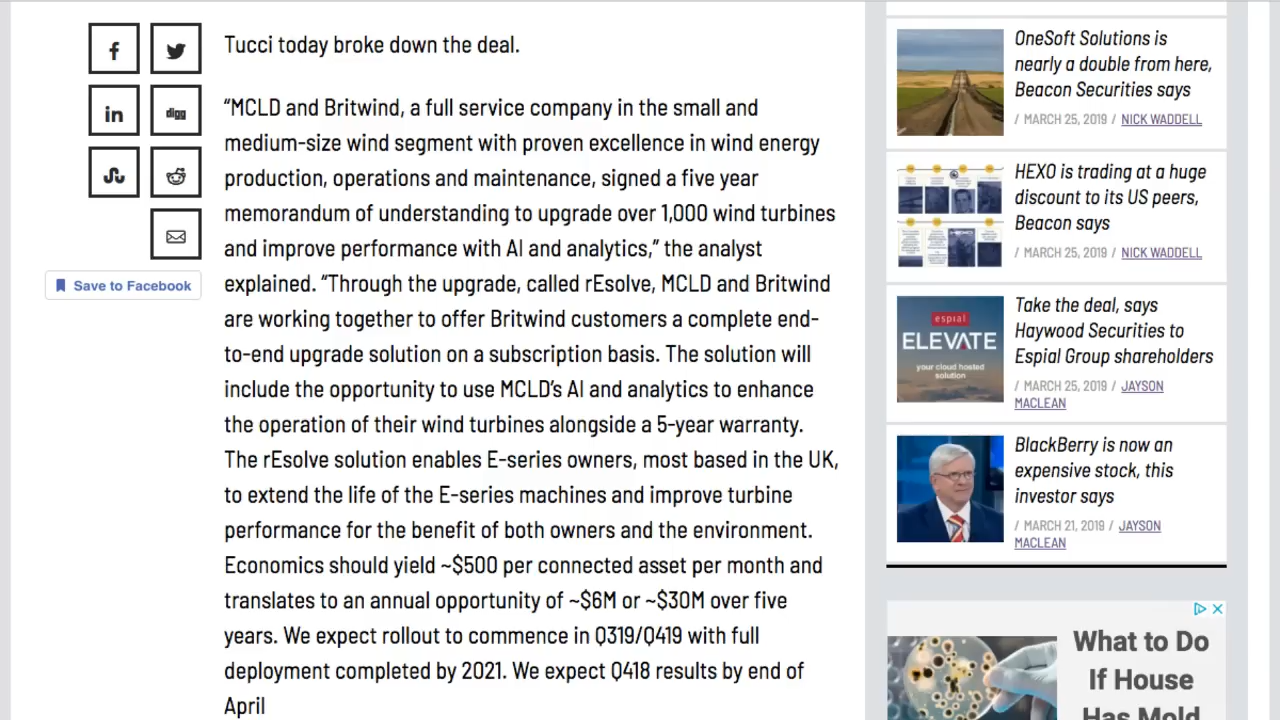 Tucci today broke down the deal.
“MCLD and Britwind, a full service company in the small and
medium-size wind segment with proven excellence in wind energy
production, operations and maintenance, signed a five year
memorandum of understanding to upgrade over 1,000 wind turbines
and improve performance with AI and analytics,” the analyst
explained. “Through the upgrade, called rEsolve, MCLD and Britwind
are working together to offer Britwind customers a complete end-
to-end upgrade solution on a subscription basis. The solution will
include the opportunity to use MCLD’s AI and analytics to enhance
the operation of their wind turbines alongside a 5-year warranty.
The rEsolve solution enables E-series owners, most based in the UK,
to extend the life of the E-series machines and improve turbine
performance for the benefit of both owners and the environment.
Economics should yield ~$500 per connected asset per month and
translates to an annual opportunity of ~$6M or ~$30M over five
years. We expect rollout to commence in Q319/Q419 with full
deployment completed by 2021. We expect Q418 results by end of
April
f
in
digg
Save to Facebook
OneSoft Solutions is
nearly a double from here,
Beacon Securities says
/ MARCH 25, 2019 / NICK WADDELL
HEXO is trading at a huge
discount to its US peers,
Beacon says
/ MARCH 25, 2019 / NICK WADDELL
HEXO
espial
ELEVATE
your cloud hosted
solution
Take the deal, says
Haywood Securities to
Espial Group shareholders
/ MARCH 25, 2019 / JAYSON
MACLEAN
BlackBerry is now an
expensive stock, this
investor says
/ MARCH 21, 2019 / JAYSON
MACLEAN
What to Do
If House
Has Mold